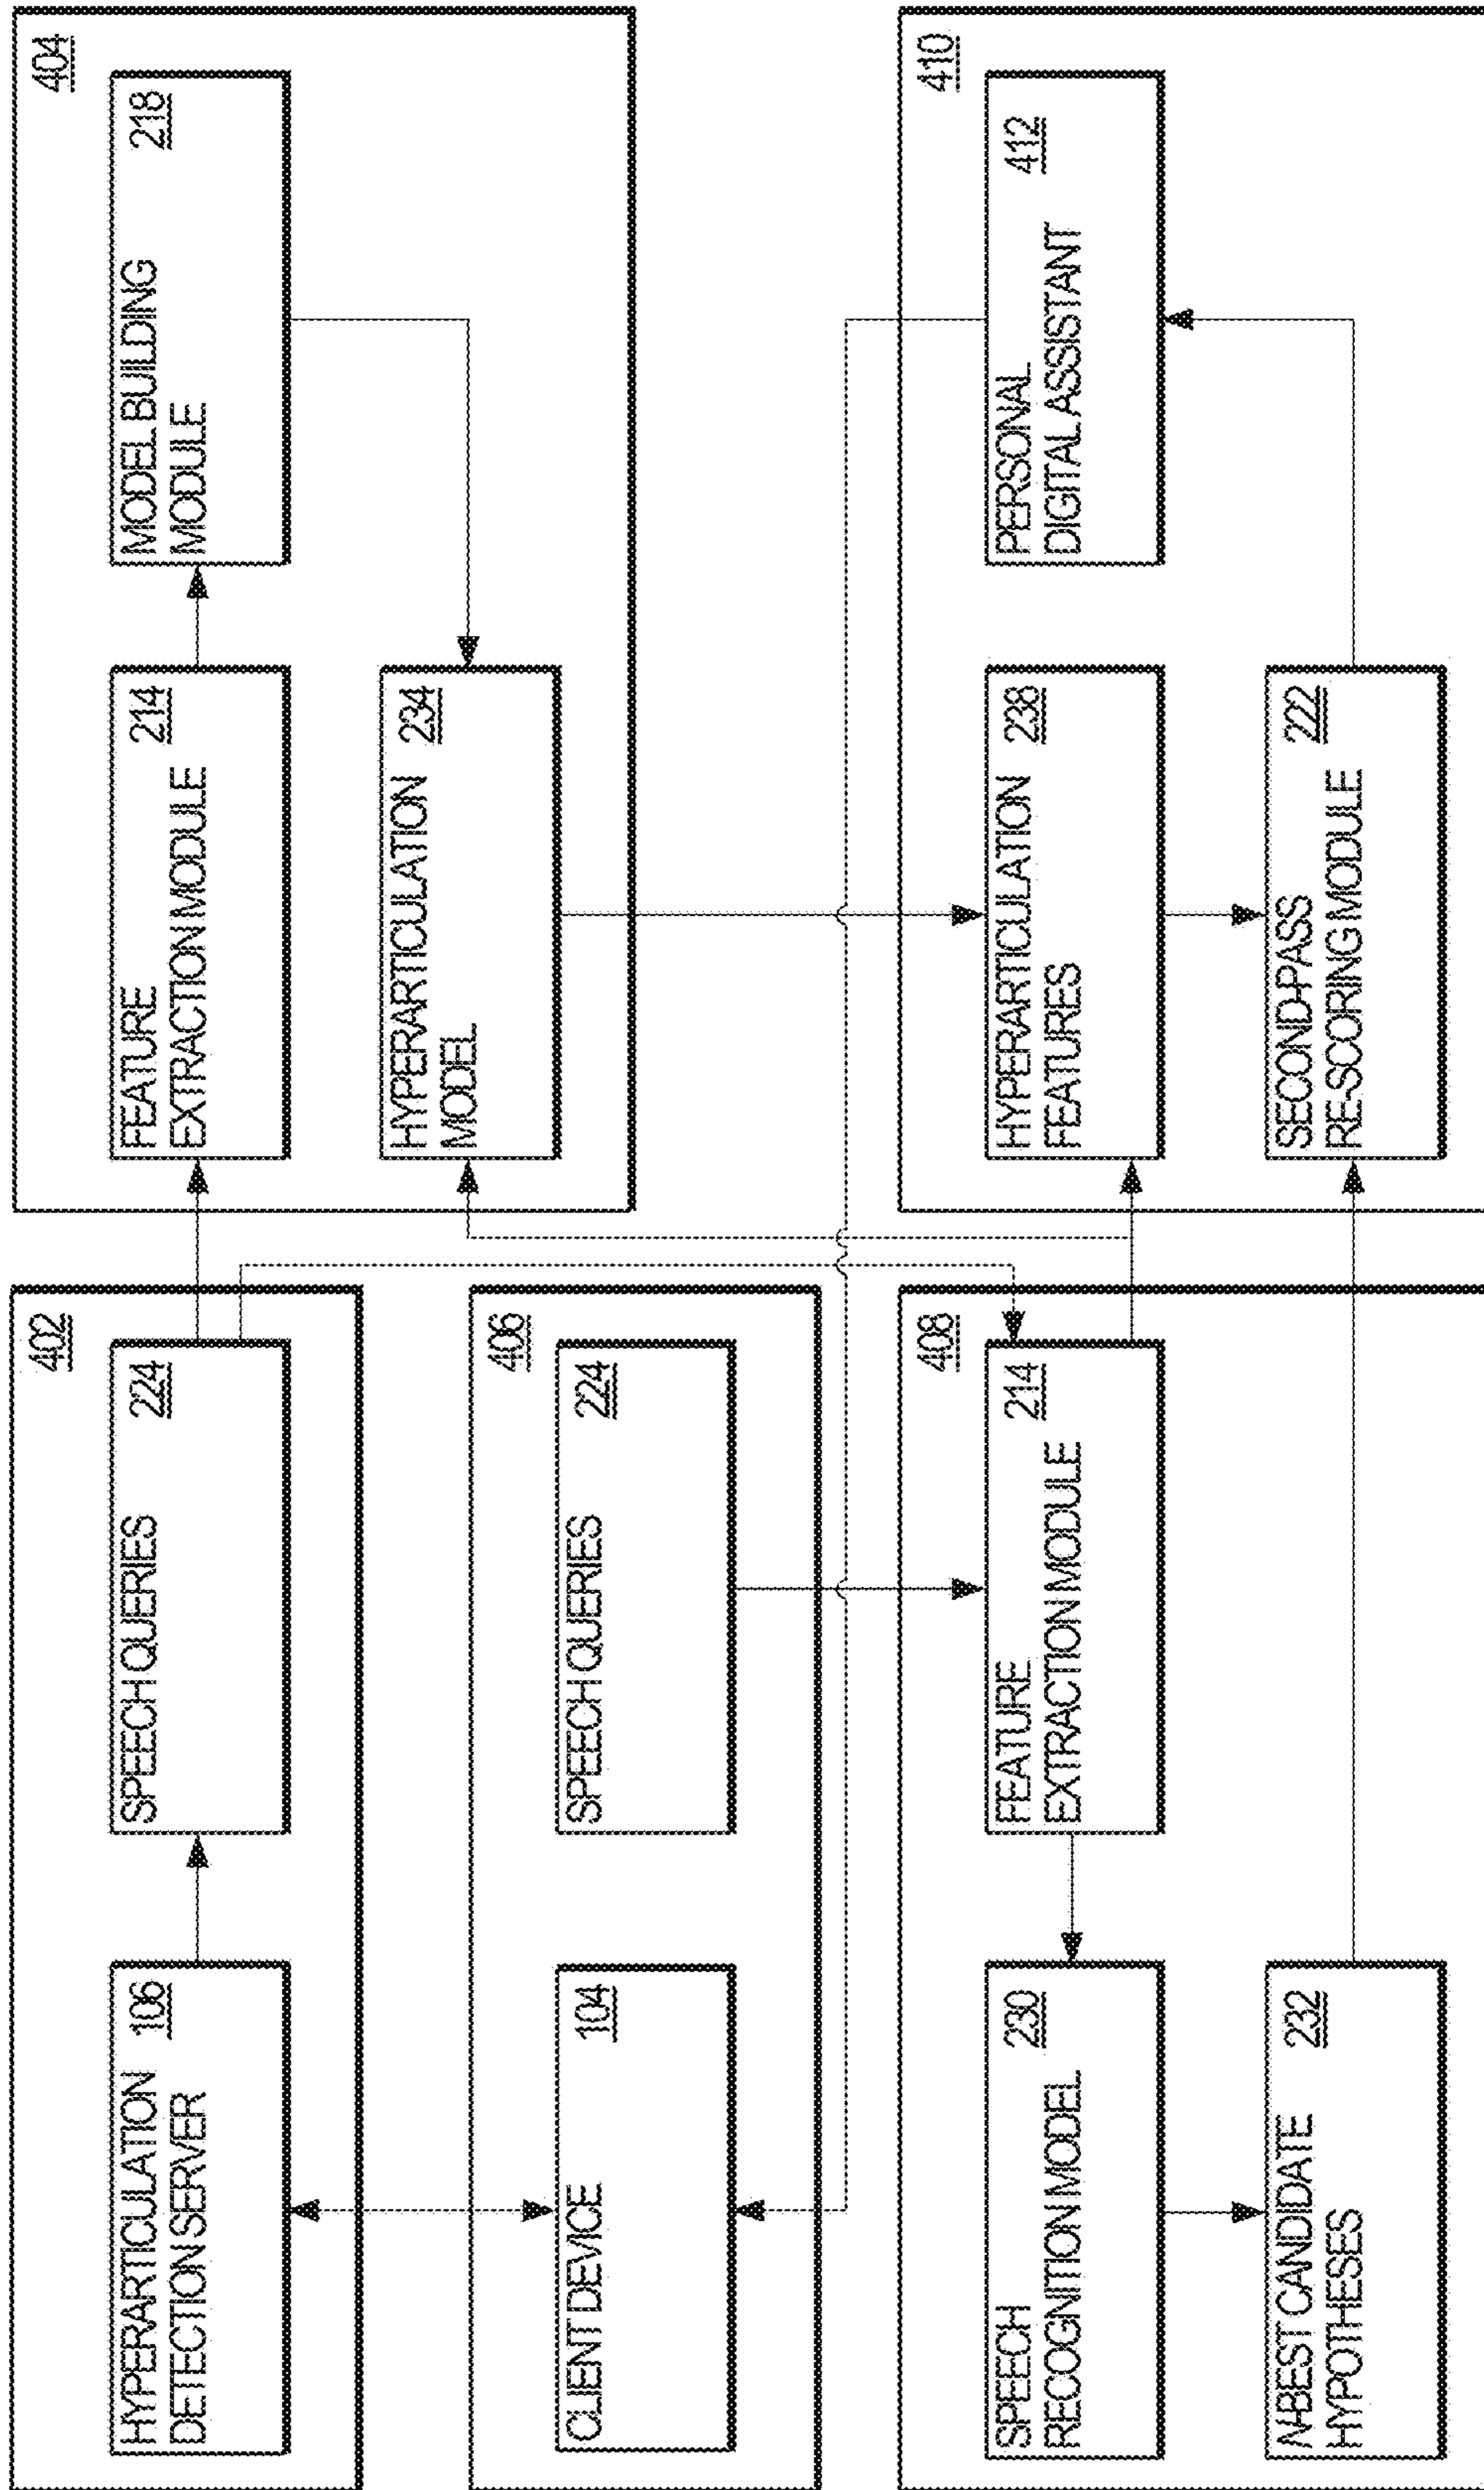 402
HYPERARTICULATION 106
DETECTION SERVER
SPEECH QUERIES 224
404
FEATURE 214
EXTRACTION MODULE
MODEL BUILDING 218
MODULE
HYPERARTICULATION 234
MODEL
406
CLIENT DEVICE 104
SPEECH QUERIES 224
408
SPEECH 230
RECOGNITION MODEL
FEATURE 214
EXTRACTION MODULE
N-BEST CANDIDATE 232
HYPOTHESES
410
HYPERARTICULATION 238
FEATURES
PERSONAL 412
DIGITAL ASSISTANT
SECOND-PASS 222
RE-SCORING MODULE